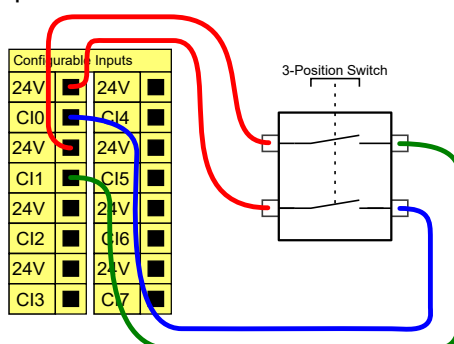 Configurable Inputs
24V 24V
CI0 CI4
24V 24V
CI1 CI5
24V 24V
CI2 CI6
24V 24V
CI3 CI7
3-Position Switch